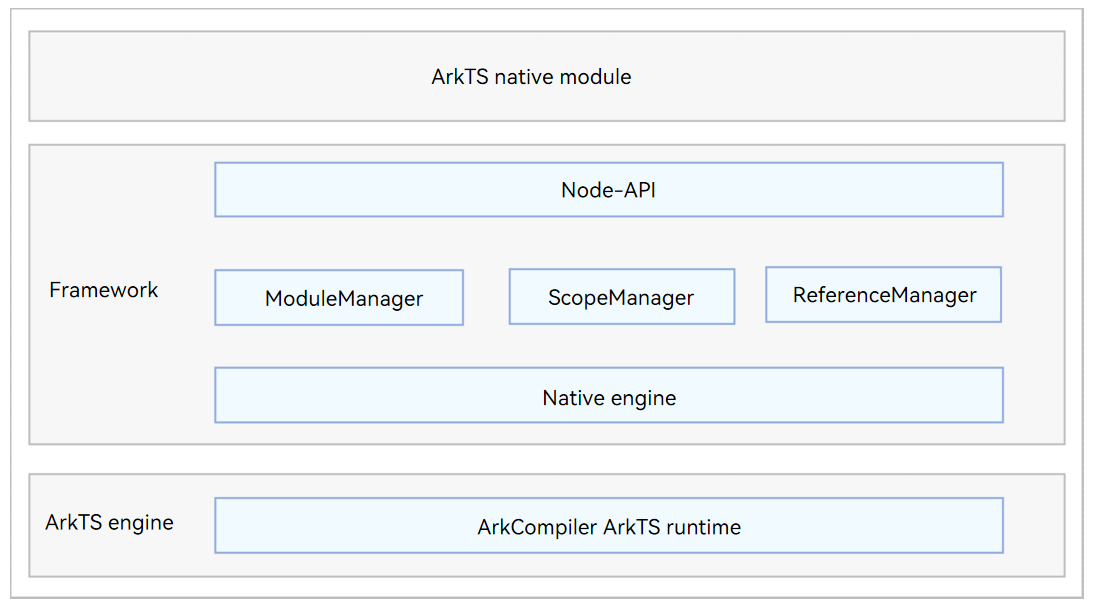 ArkTS native module
Node-API
Framework
ModuleManager
ScopeManager
ReferenceManager
Native engine
ArkTS engine
ArkCompiler ArkTS runtime